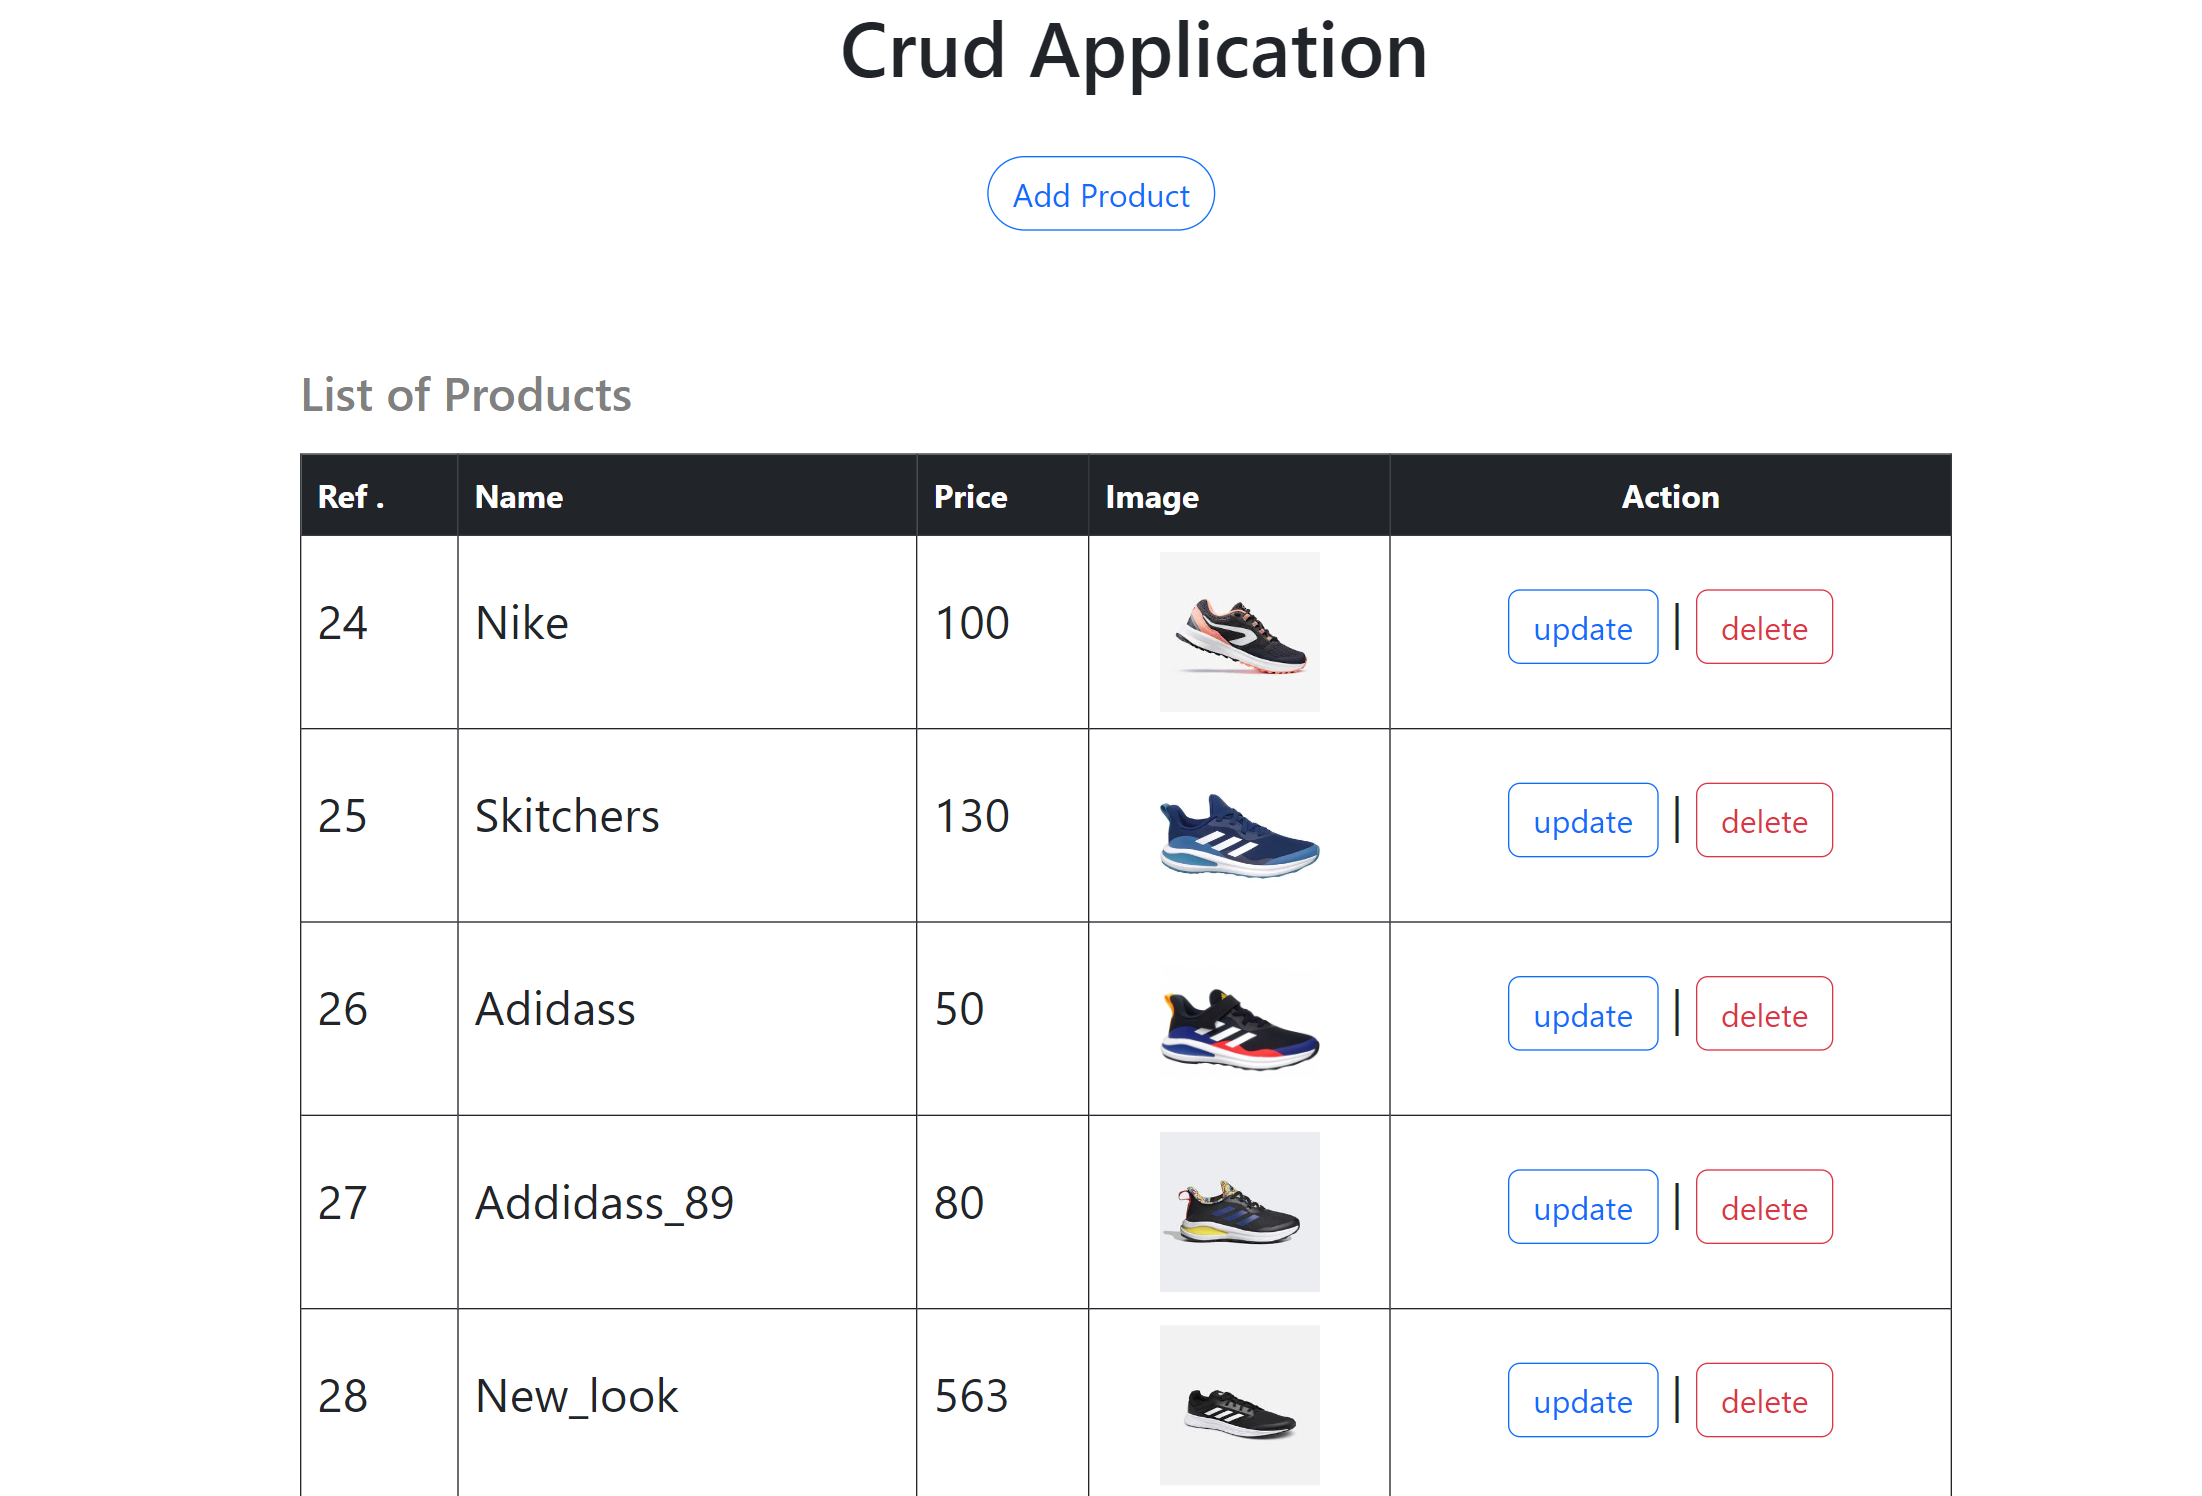 Crud Application
Add Product
List of Products
Ref . Name Price Image Action
24 Nike 100 update | delete
25 Skitchers 130 update | delete
26 Adidass 50 update | delete
27 Addidass_89 80 update | delete
28 New_look 563 update | delete